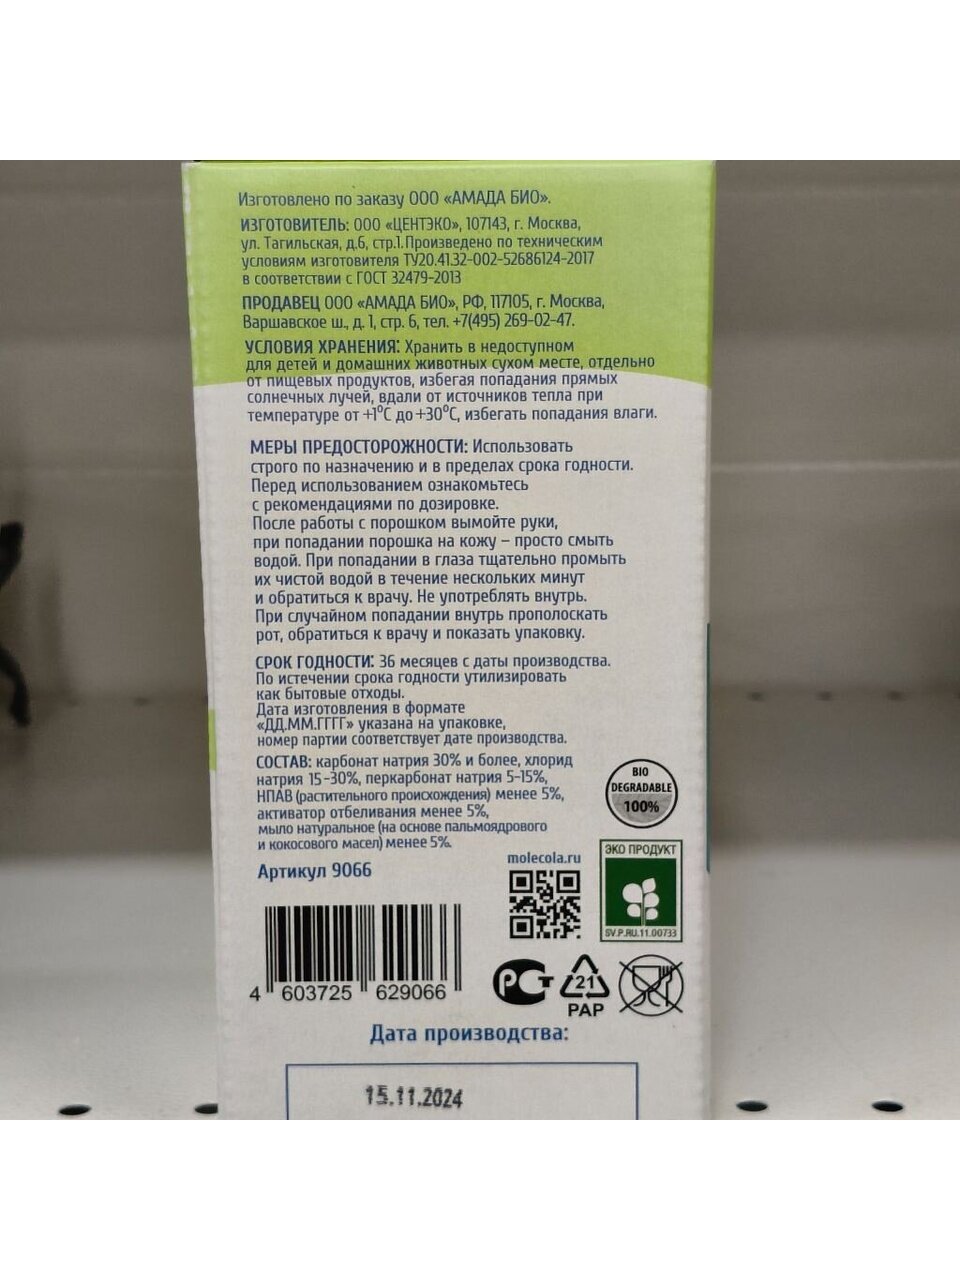 Изготовлено по заказу ООО «АМАДА БИО».
ИЗГОТОВИТЕЛЬ: ООО «ЦЕНТЭКО», 107143, г. Москва,
ул. Тагильская, д.6, стр.1. Произведено по техническим
условиям изготовителя ТУ20.41.32-002-52686124-2017
в соответствии с ГОСТ 32479-2013
ПРОДАВЕЦ ООО «АМАДА БИО», РФ, 117105, г. Москва,
Варшавское ш., д. 1, стр. 6, тел. +7(495) 269-02-47.
УСЛОВИЯ ХРАНЕНИЯ: Хранить в недоступном
для детей и домашних животных сухом месте, отдельно
от пищевых продуктов, избегая попадания прямых
солнечных лучей, вдали от источников тепла при
температуре от +1°С до +30°С, избегать попадания влаги.
МЕРЫ ПРЕДОСТОРОЖНОСТИ: Использовать
строго по назначению и в пределах срока годности.
Перед использованием ознакомьтесь
с рекомендациями по дозировке.
После работы с порошком вымойте руки,
при попадании порошка на кожу – просто смыть
водой. При попадании в глаза тщательно промыть
их чистой водой в течение нескольких минут
и обратиться к врачу. Не употреблять внутрь.
При случайном попадании внутрь прополоскать
рот, обратиться к врачу и показать упаковку.
СРОК ГОДНОСТИ: 36 месяцев с даты производства.
По истечении срока годности утилизировать
как бытовые отходы.
Дата изготовления в формате
«ДД.ММ.ГГГГ» указана на упаковке,
номер партии соответствует дате производства.
СОСТАВ: карбонат натрия 30% и более, хлорид
натрия 15-30%, перкарбонат натрия 5-15%,
НПАВ (растительного происхождения) менее 5%,
активатор отбеливания менее 5%,
мыло натуральное (на основе пальмоядрового
и кокосового масел) менее 5%.
Артикул 9066
BIO
DEGRADABLE
100%
molecola.ru
ЭКО ПРОДУКТ
SV.P.RU.11.00733
4 603725 629066
РСТ
21
PAP
Дата производства:
15.11.2024